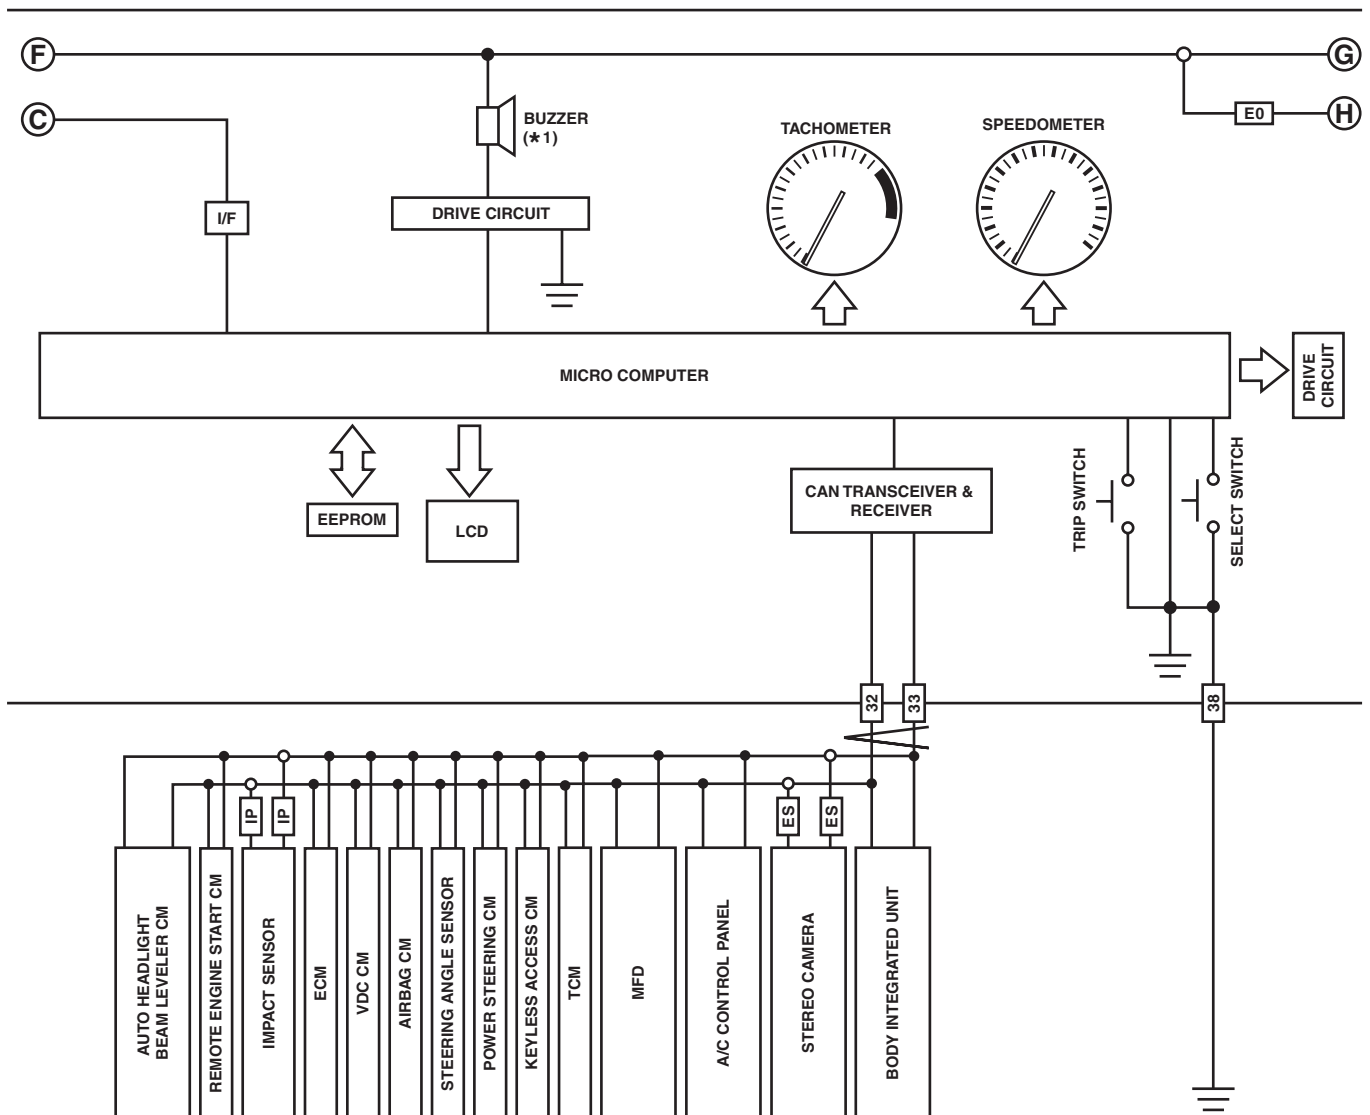 F
G
C
E0
H
BUZZER
(*1)
TACHOMETER
SPEEDOMETER
I/F
DRIVE CIRCUIT
MICRO COMPUTER
DRIVE
CIRCUIT
EEPROM
LCD
CAN TRANSCEIVER &
RECEIVER
TRIP SWITCH
SELECT SWITCH
32
33
38
IP
IP
ES
ES
AUTO HEADLIGHT
BEAM LEVELER CM
REMOTE ENGINE START CM
IMPACT SENSOR
ECM
VDC CM
AIRBAG CM
STEERING ANGLE SENSOR
POWER STEERING CM
KEYLESS ACCESS CM
TCM
MFD
A/C CONTROL PANEL
STEREO CAMERA
BODY INTEGRATED UNIT